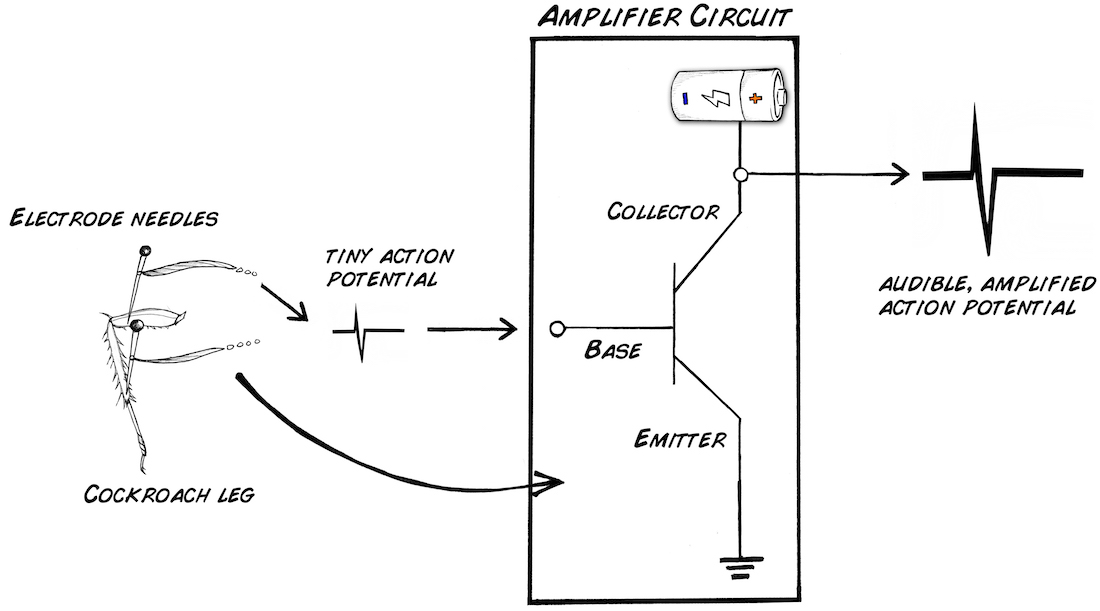 AMPLIFIER CIRCUIT
- +
COLLECTOR
ELECTRODE NEEDLES
TINY ACTION
POTENTIAL
AUDIBLE, AMPLIFIED
ACTION POTENTIAL
BASE
EMITTER
COCKROACH LEG